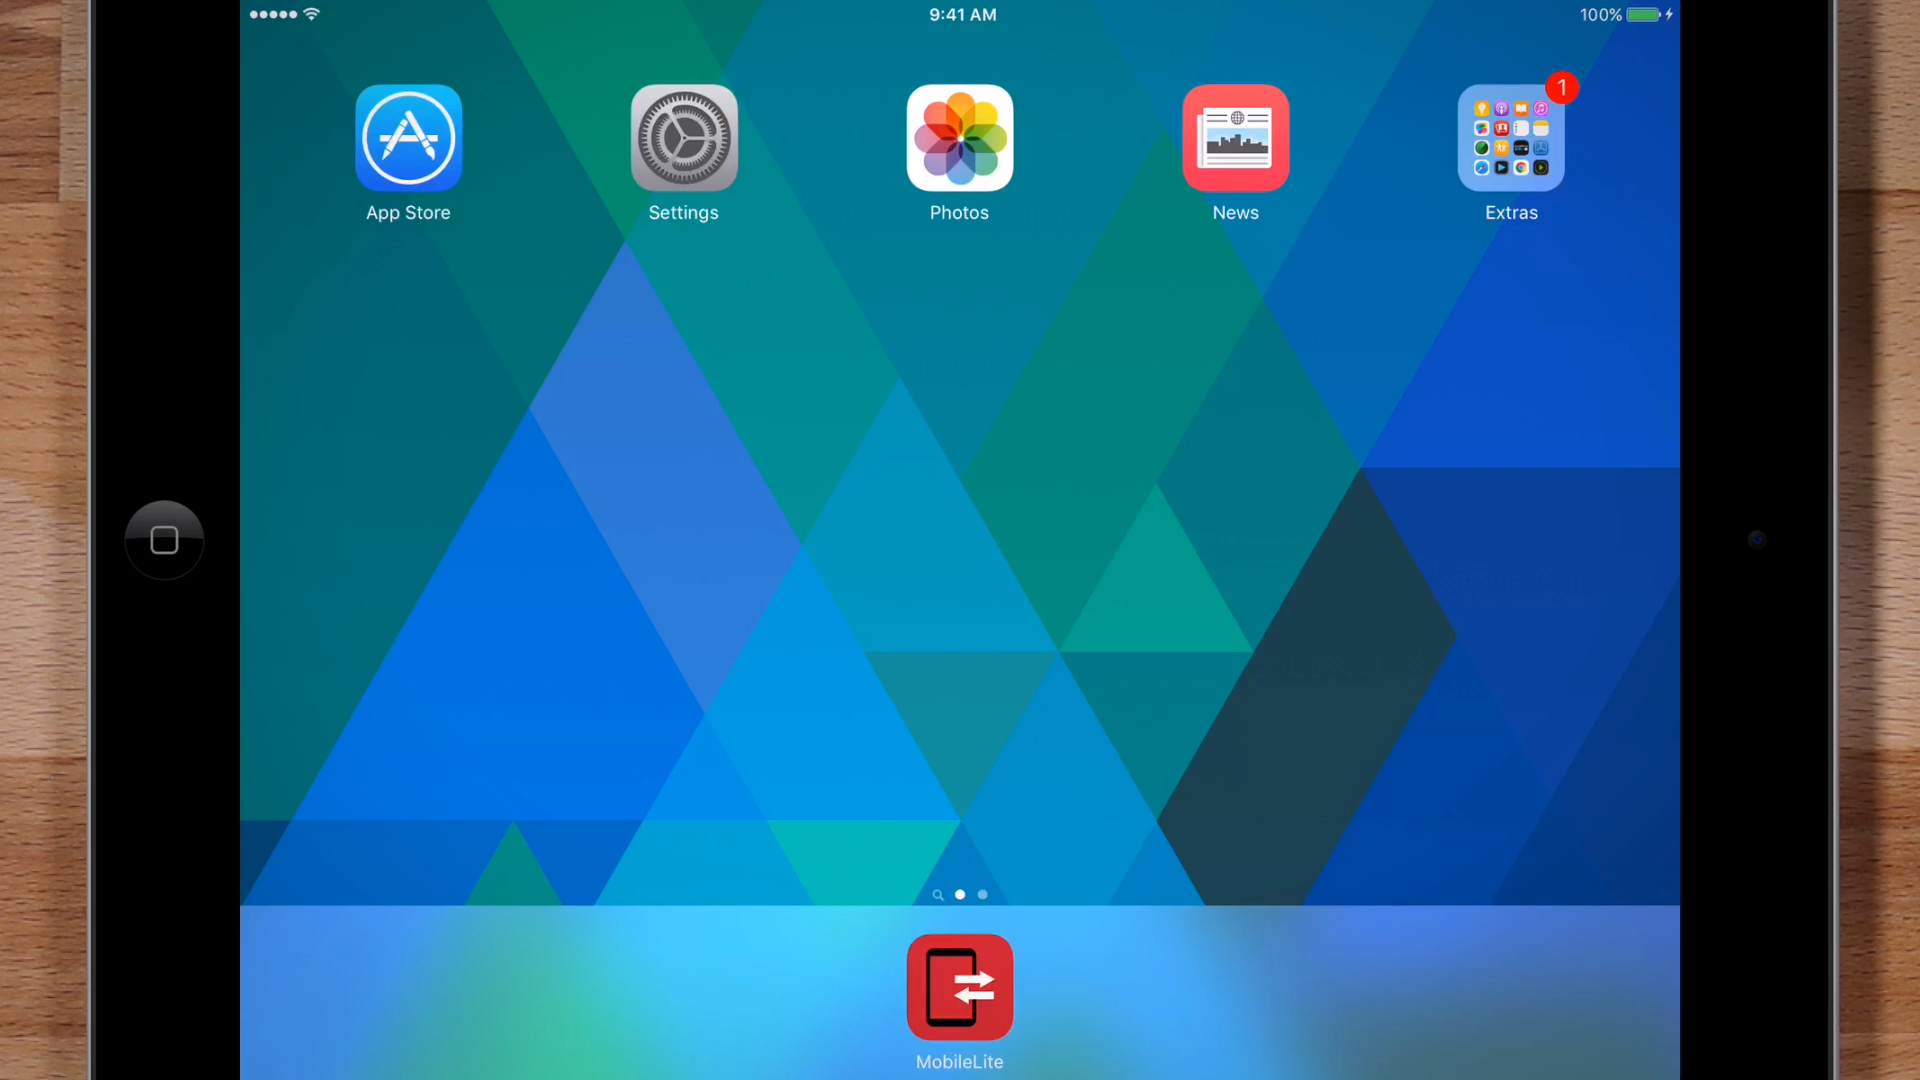 9:41 AM
100%
1
App Store
Settings
Photos
News
Extras
MobileLite